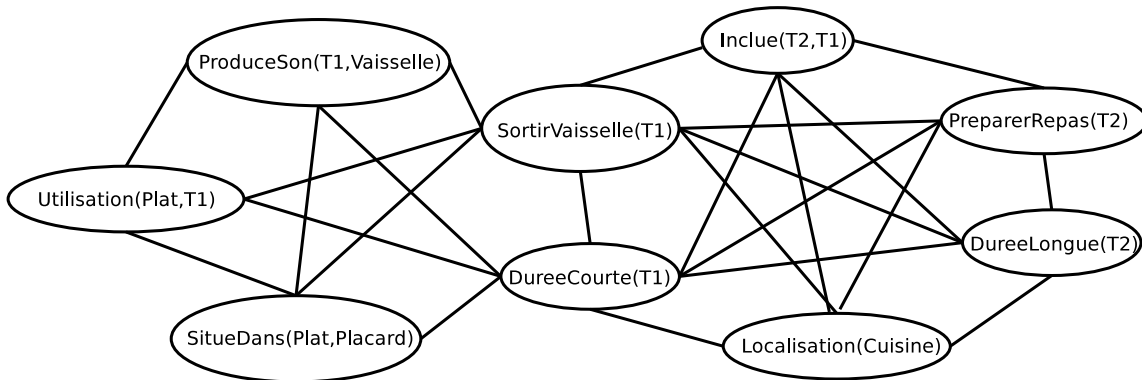 Inclue(T2,T1)
ProduceSon(T1,Vaisselle)
SortirVaisselle(T1)
PreparerRepas(T2)
Utilisation(Plat,T1)
DureeLongue(T2)
DureeCourte(T1)
SitueDans(Plat,Placard)
Localisation(Cuisine)